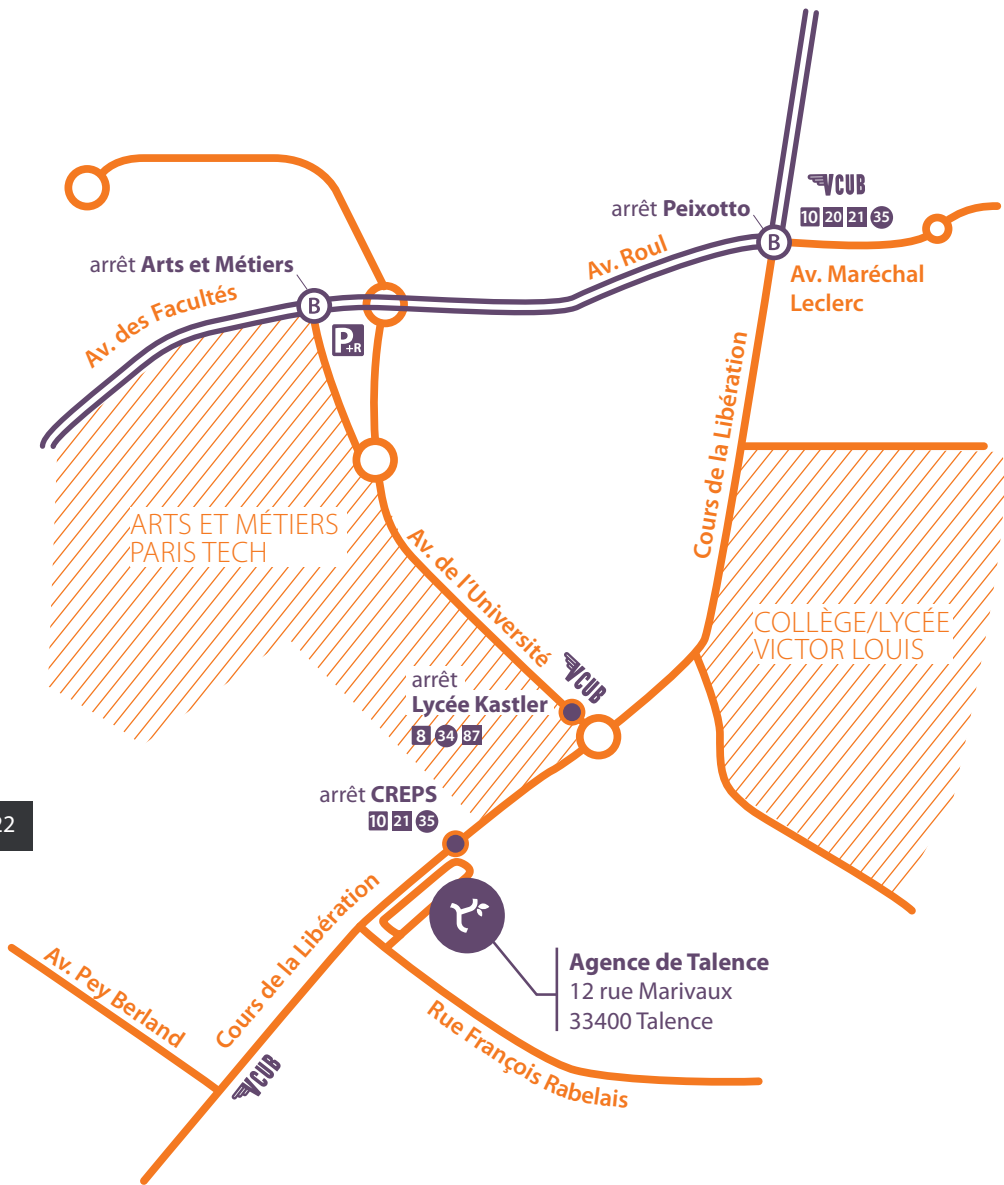 VCUB
arrêt Peixotto
10 20 21 35
B
Av. Roul
Av. Maréchal
Leclerc
arrêt Arts et Métiers
Av. des Facultés
B
P+R
Cours de la Libération
ARTS ET MÉTIERS
PARIS TECH
Av. de l'Université
COLLÈGE/LYCÉE
VICTOR LOUIS
VCUB
arrêt
Lycée Kastler
8 34 87
arrêt CREPS
10 21 35
22
Cours de la Libération
Agence de Talence
12 rue Marivaux
33400 Talence
Av. Pey Berland
Rue François Rabelais
VCUB